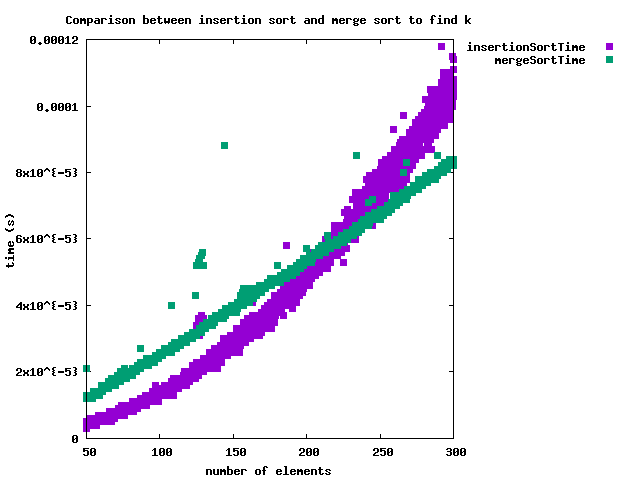 Comparison between insertion sort and merge sort to find k
insertionSortTime
mergeSortTime
0.00012
0.0001
8x10^{-5}
6x10^{-5}
4x10^{-5}
2x10^{-5}
0
time (s)
50 100 150 200 250 300
number of elements